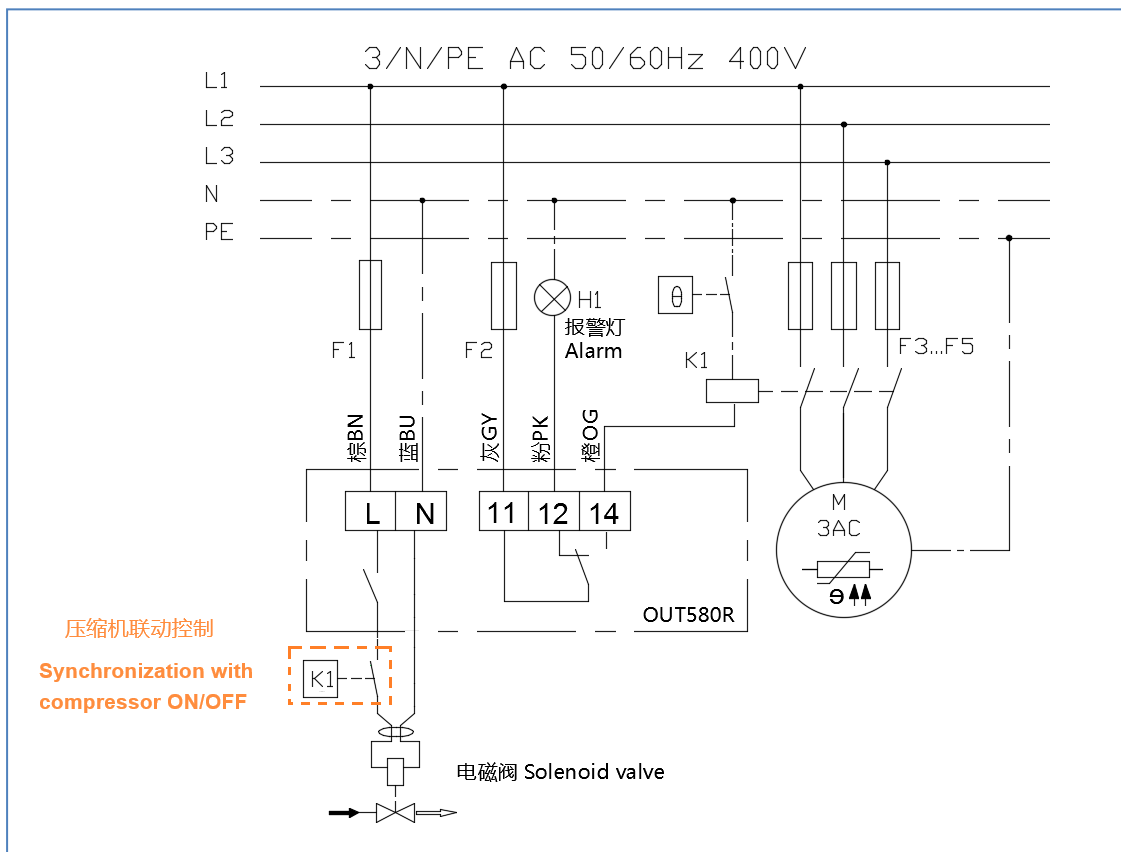 3/N/PE AC 50/60Hz 400V
L1
L2
L3
N
PE
θ
H1
报警灯
Alarm
F1
F2
K1
F3...F5
棕BN
蓝BU
灰GY
粉PK
橙OG
L
N
11
12
14
M
3AC
OUT580R
压缩机联动控制
Synchronization with
compressor ON/OFF
K1
电磁阀 Solenoid valve